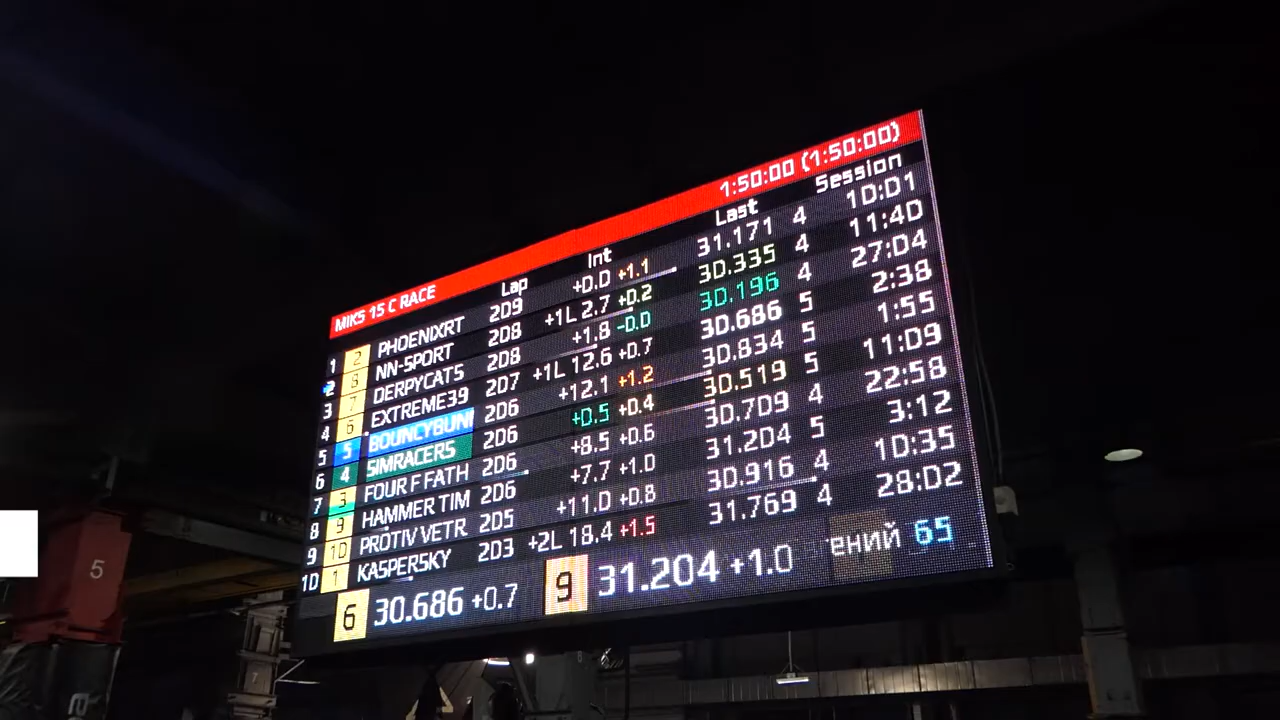 1:50:00 (1:50:00)
MIKS 15 C RACE
Lap Int Last Session
1 2 PHOENIXRT 209 +0.0 +1.1 31.171 4 10:01
2 8 NN-SPORT 208 +1L 2.7 +0.2 30.335 4 11:40
3 7 DERPYCATS 208 +1.8 -0.0 30.196 4 27:04
4 6 EXTREME39 207 +1L 12.6 +0.7 30.686 5 2:38
5 5 BOUNCYBUNI 206 +12.1 +1.2 30.834 5 1:55
6 4 SIMRACERS 206 +0.5 +0.4 30.519 5 11:09
7 3 FOUR F FATH 206 +8.5 +0.6 30.709 4 22:58
8 9 HAMMER TIM 206 +7.7 +1.0 31.204 5 3:12
9 10 PROTIV VETR 205 +11.0 +0.8 30.916 4 10:35
10 1 KASPERSKY 203 +2L 18.4 +1.5 31.769 4 28:02
6 30.686 +0.7 9 31.204 +1.0 ений 65
5